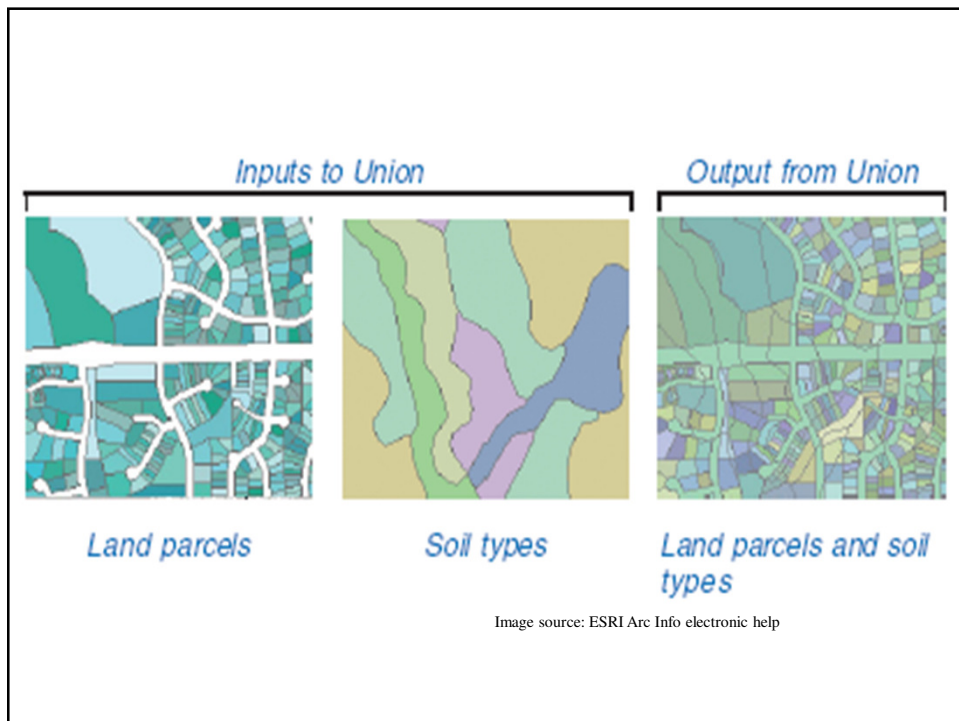 Inputs to Union
Output from Union
Land parcels
Soil types
Land parcels and soil
types
Image source: ESRI Arc Info electronic help